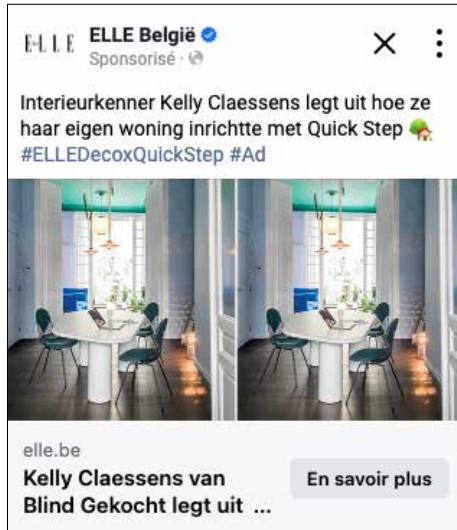 ELLE ELLE België
Sponsorisé ·
Interieurkenner Kelly Claessens legt uit hoe ze
haar eigen woning inrichtte met Quick Step 🏡
#ELLEDecoxQuickStep #Ad
elle.be
Kelly Claessens van
Blind Gekocht legt uit ...
En savoir plus